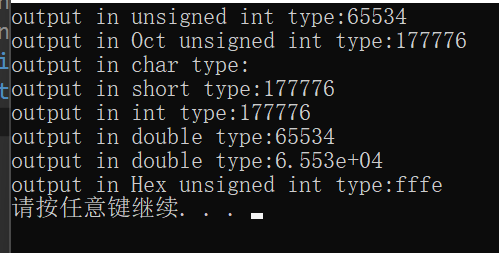 output in unsigned int type:65534
output in Oct unsigned int type:177776
output in char type:
output in short type:177776
output in int type:177776
output in double type:65534
output in double type:6.553e+04
output in Hex unsigned int type:fffe
请按任意键继续. . .